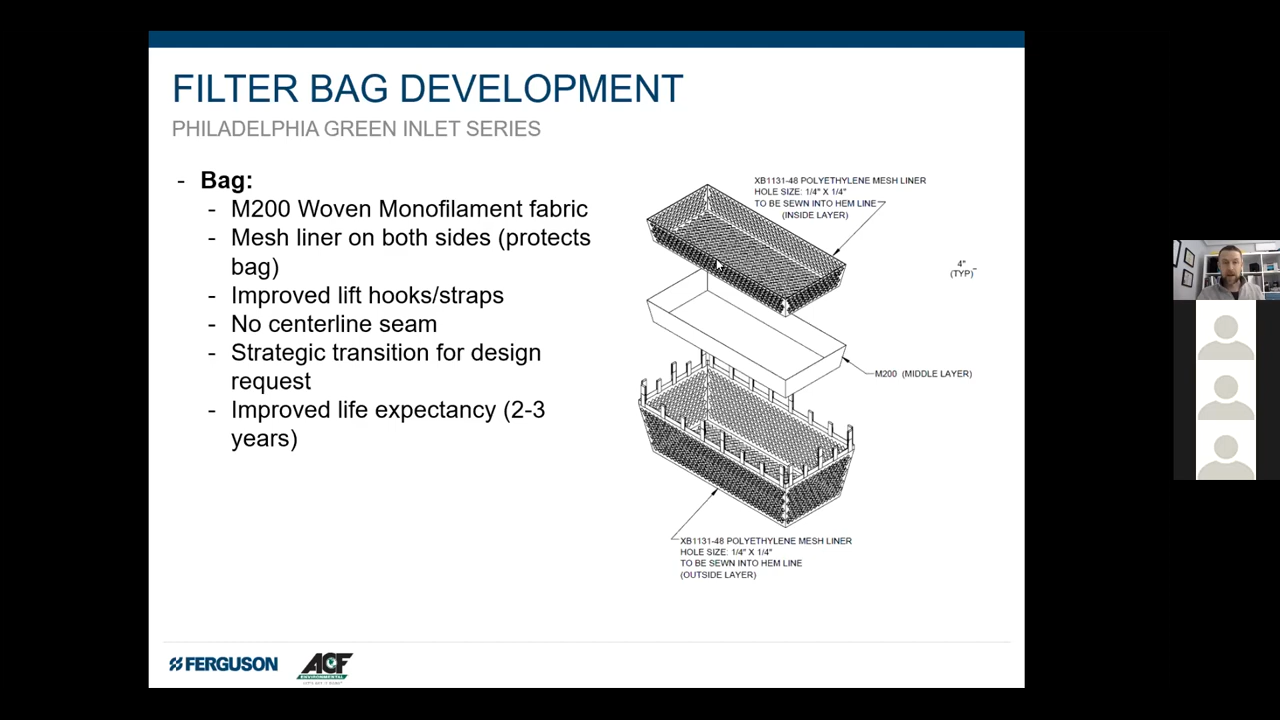 FILTER BAG DEVELOPMENT
PHILADELPHIA GREEN INLET SERIES
- Bag:
- M200 Woven Monofilament fabric
- Mesh liner on both sides (protects
bag)
- Improved lift hooks/straps
- No centerline seam
- Strategic transition for design
request
- Improved life expectancy (2-3
years)
XB1131-48 POLYETHYLENE MESH LINER
HOLE SIZE: 1/4" X 1/4"
TO BE SEWN INTO HEM LINE
(INSIDE LAYER)
4"
(TYP)
M200 (MIDDLE LAYER)
XB1131-48 POLYETHYLENE MESH LINER
HOLE SIZE: 1/4" X 1/4"
TO BE SEWN INTO HEM LINE
(OUTSIDE LAYER)
FERGUSON
ACF
ENVIRONMENTAL